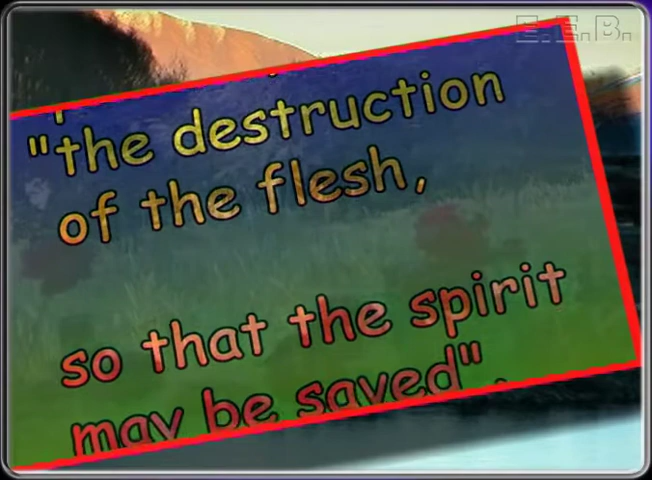 E.E.B.
"the destruction
of the flesh,
so that the spirit
may be saved".